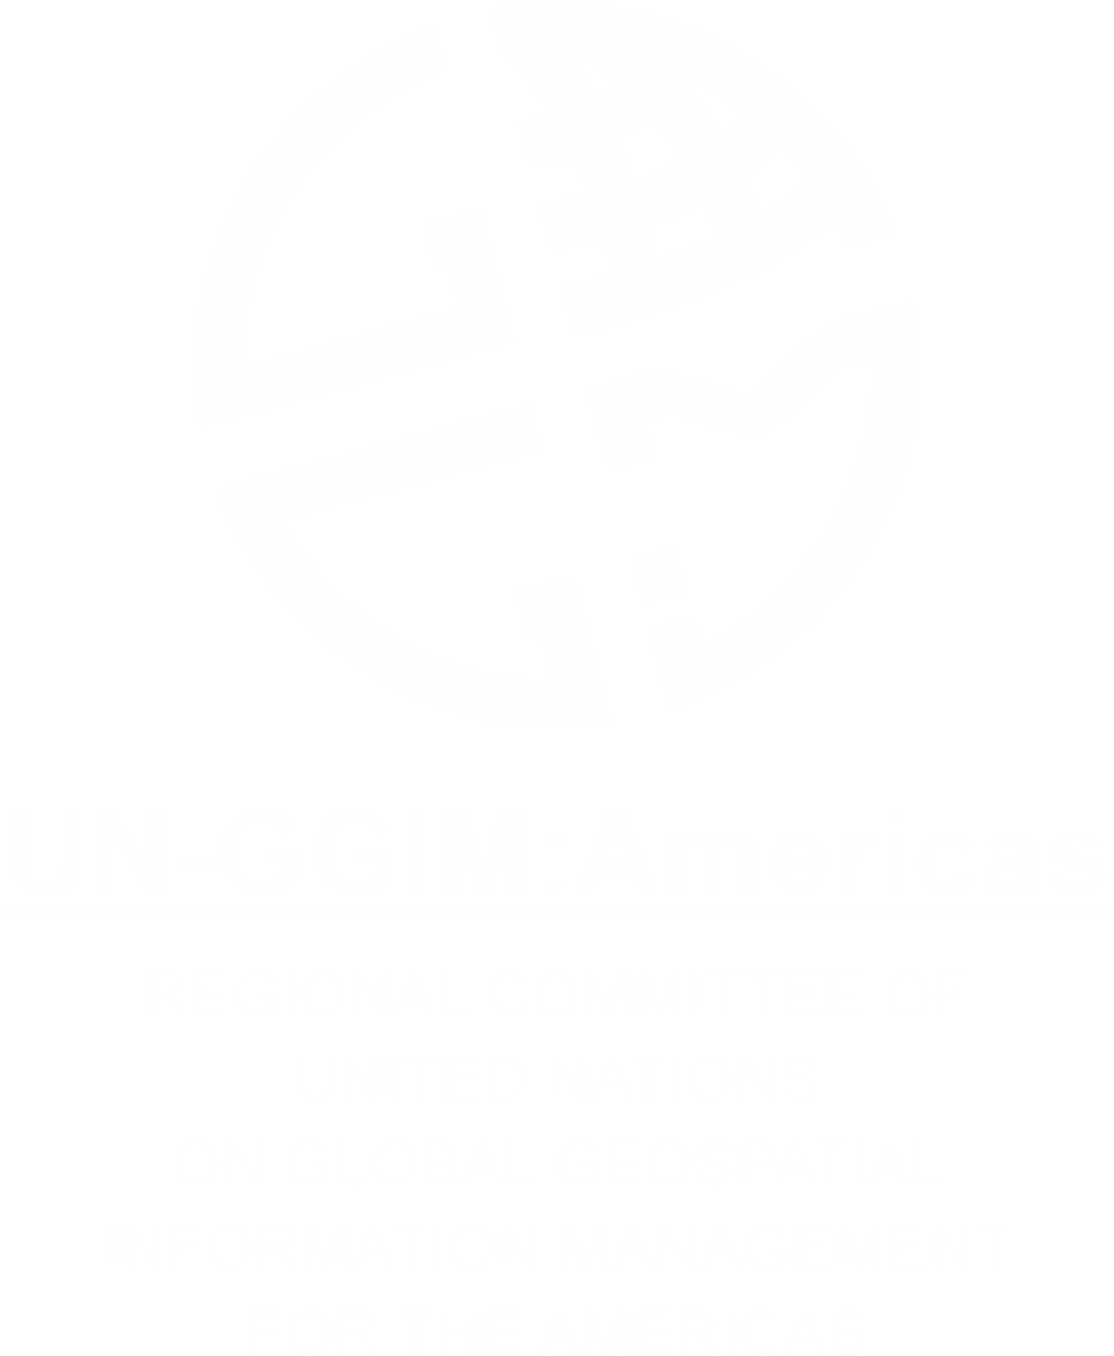 UN-GGIM:Americas
REGIONAL COMMITTEE OF
UNITED NATIONS
ON GLOBAL GEOSPATIAL
INFORMATION MANAGEMENT
FOR THE AMERICAS